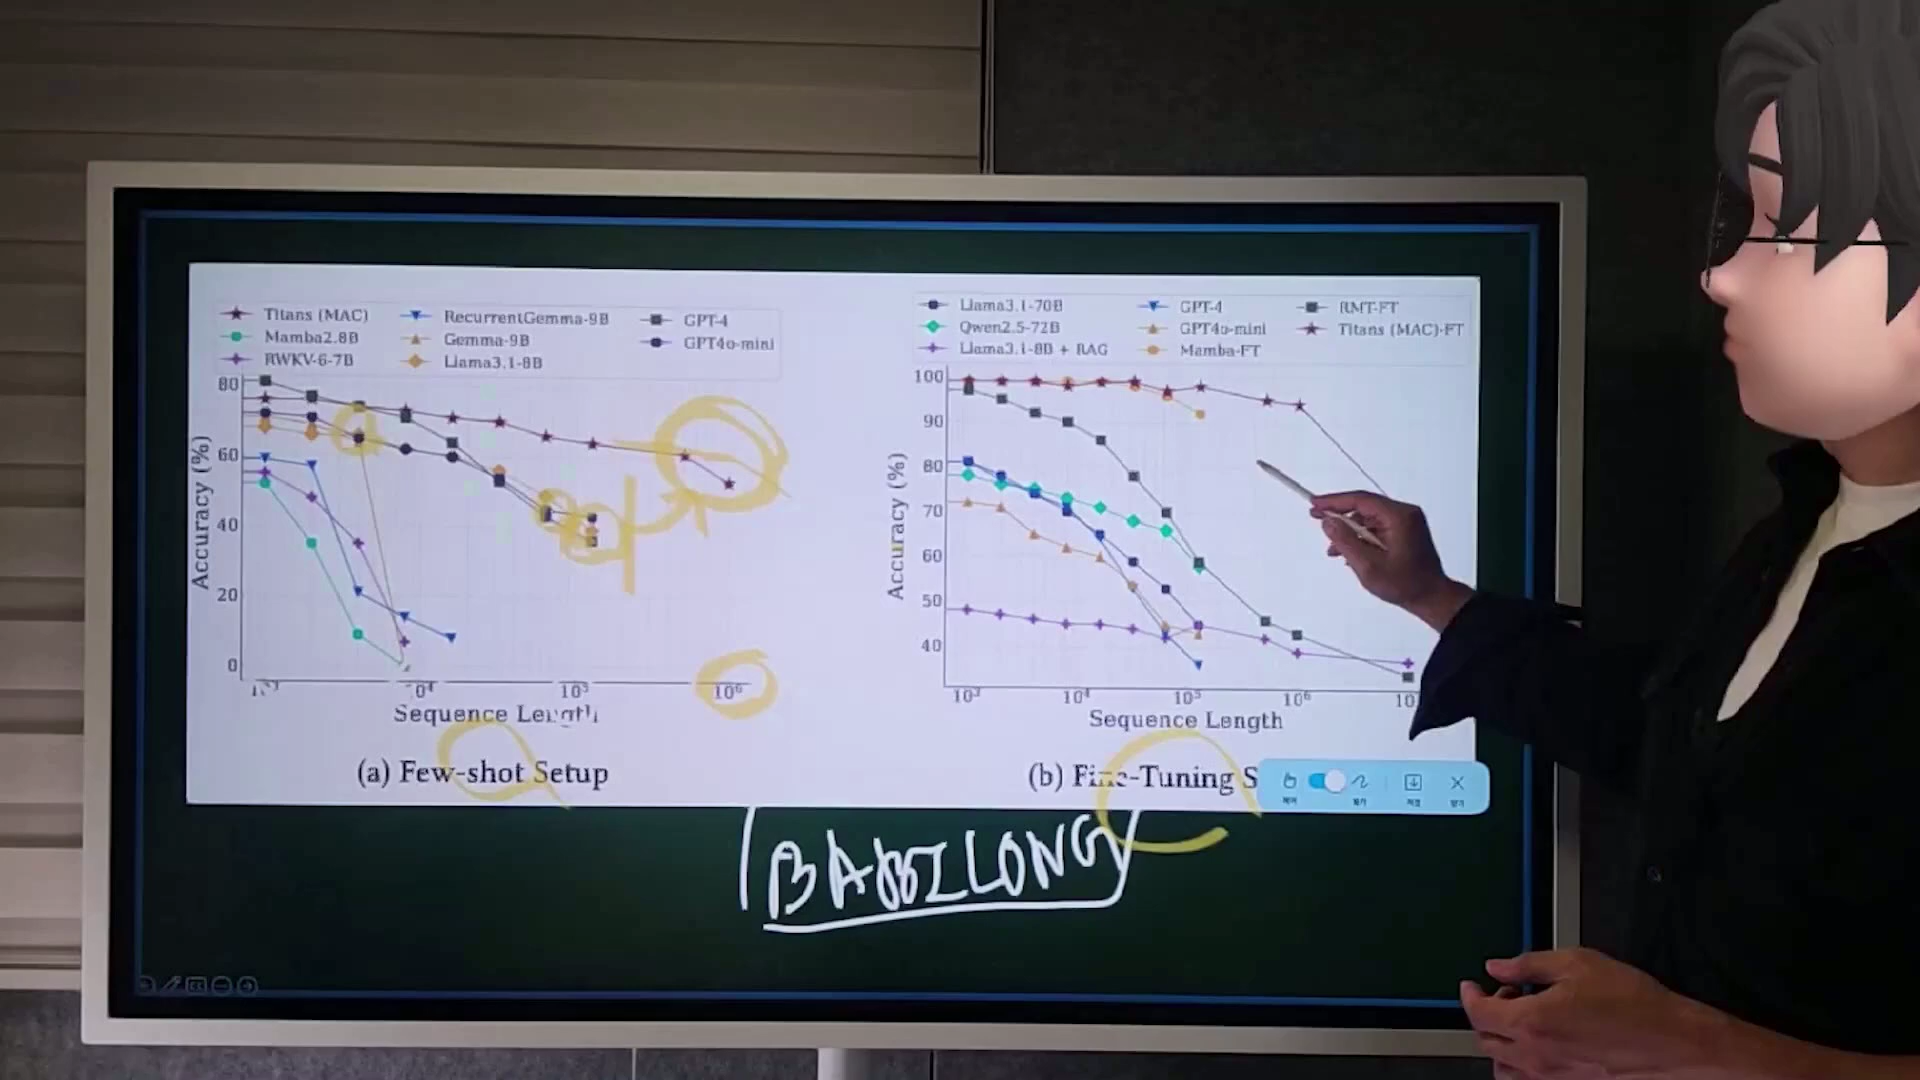 Titans (MAC)
Mamba2.8B
RWKV-6-7B
RecurrentGemma-9B
Gemma-9B
Llama3.1-8B
GPT-4
GPT4o-mini
Accuracy (%)
80
60
40
20
0
10⁴
10⁵
10⁶
Sequence Length
(a) Few-shot Setup
Llama3.1-70B
Qwen2.5-72B
Llama3.1-8B + RAG
GPT-4
GPT4o-mini
Mamba-FT
RMT-FT
Titans (MAC)-FT
Accuracy (%)
100
90
80
70
60
50
40
10³
10⁴
10⁵
10⁶
10
Sequence Length
(b) Fine-Tuning S
BABILONG